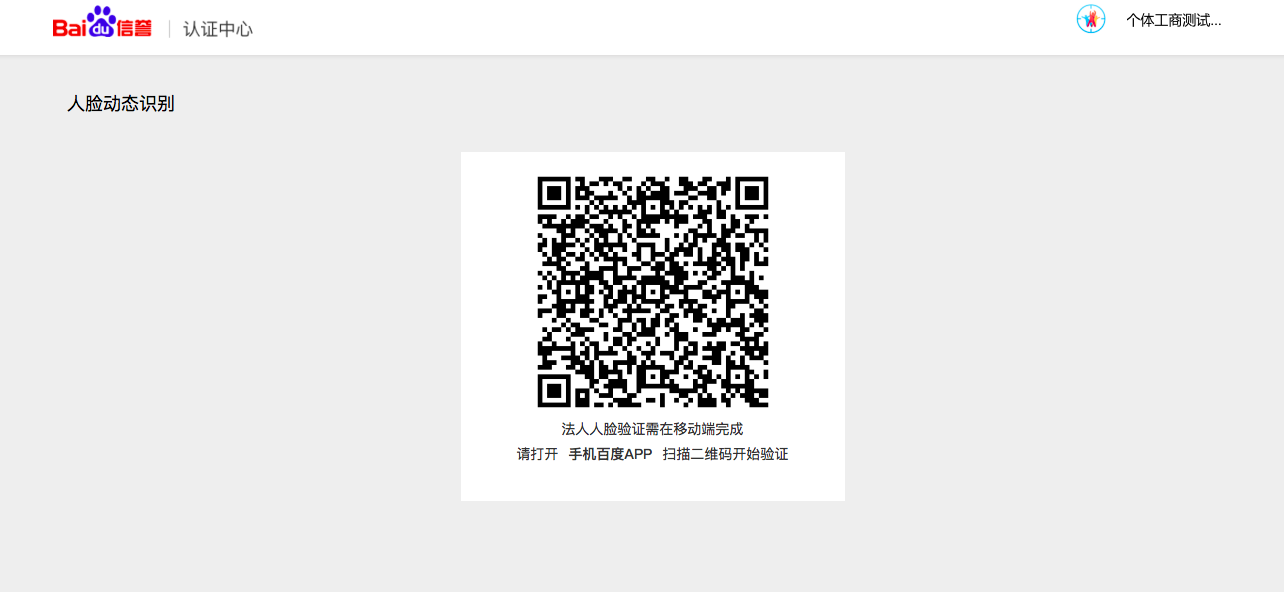 Bai du 信誉 认证中心
个体工商测试...
人脸动态识别
法人人脸验证需在移动端完成
请打开 手机百度APP 扫描二维码开始验证